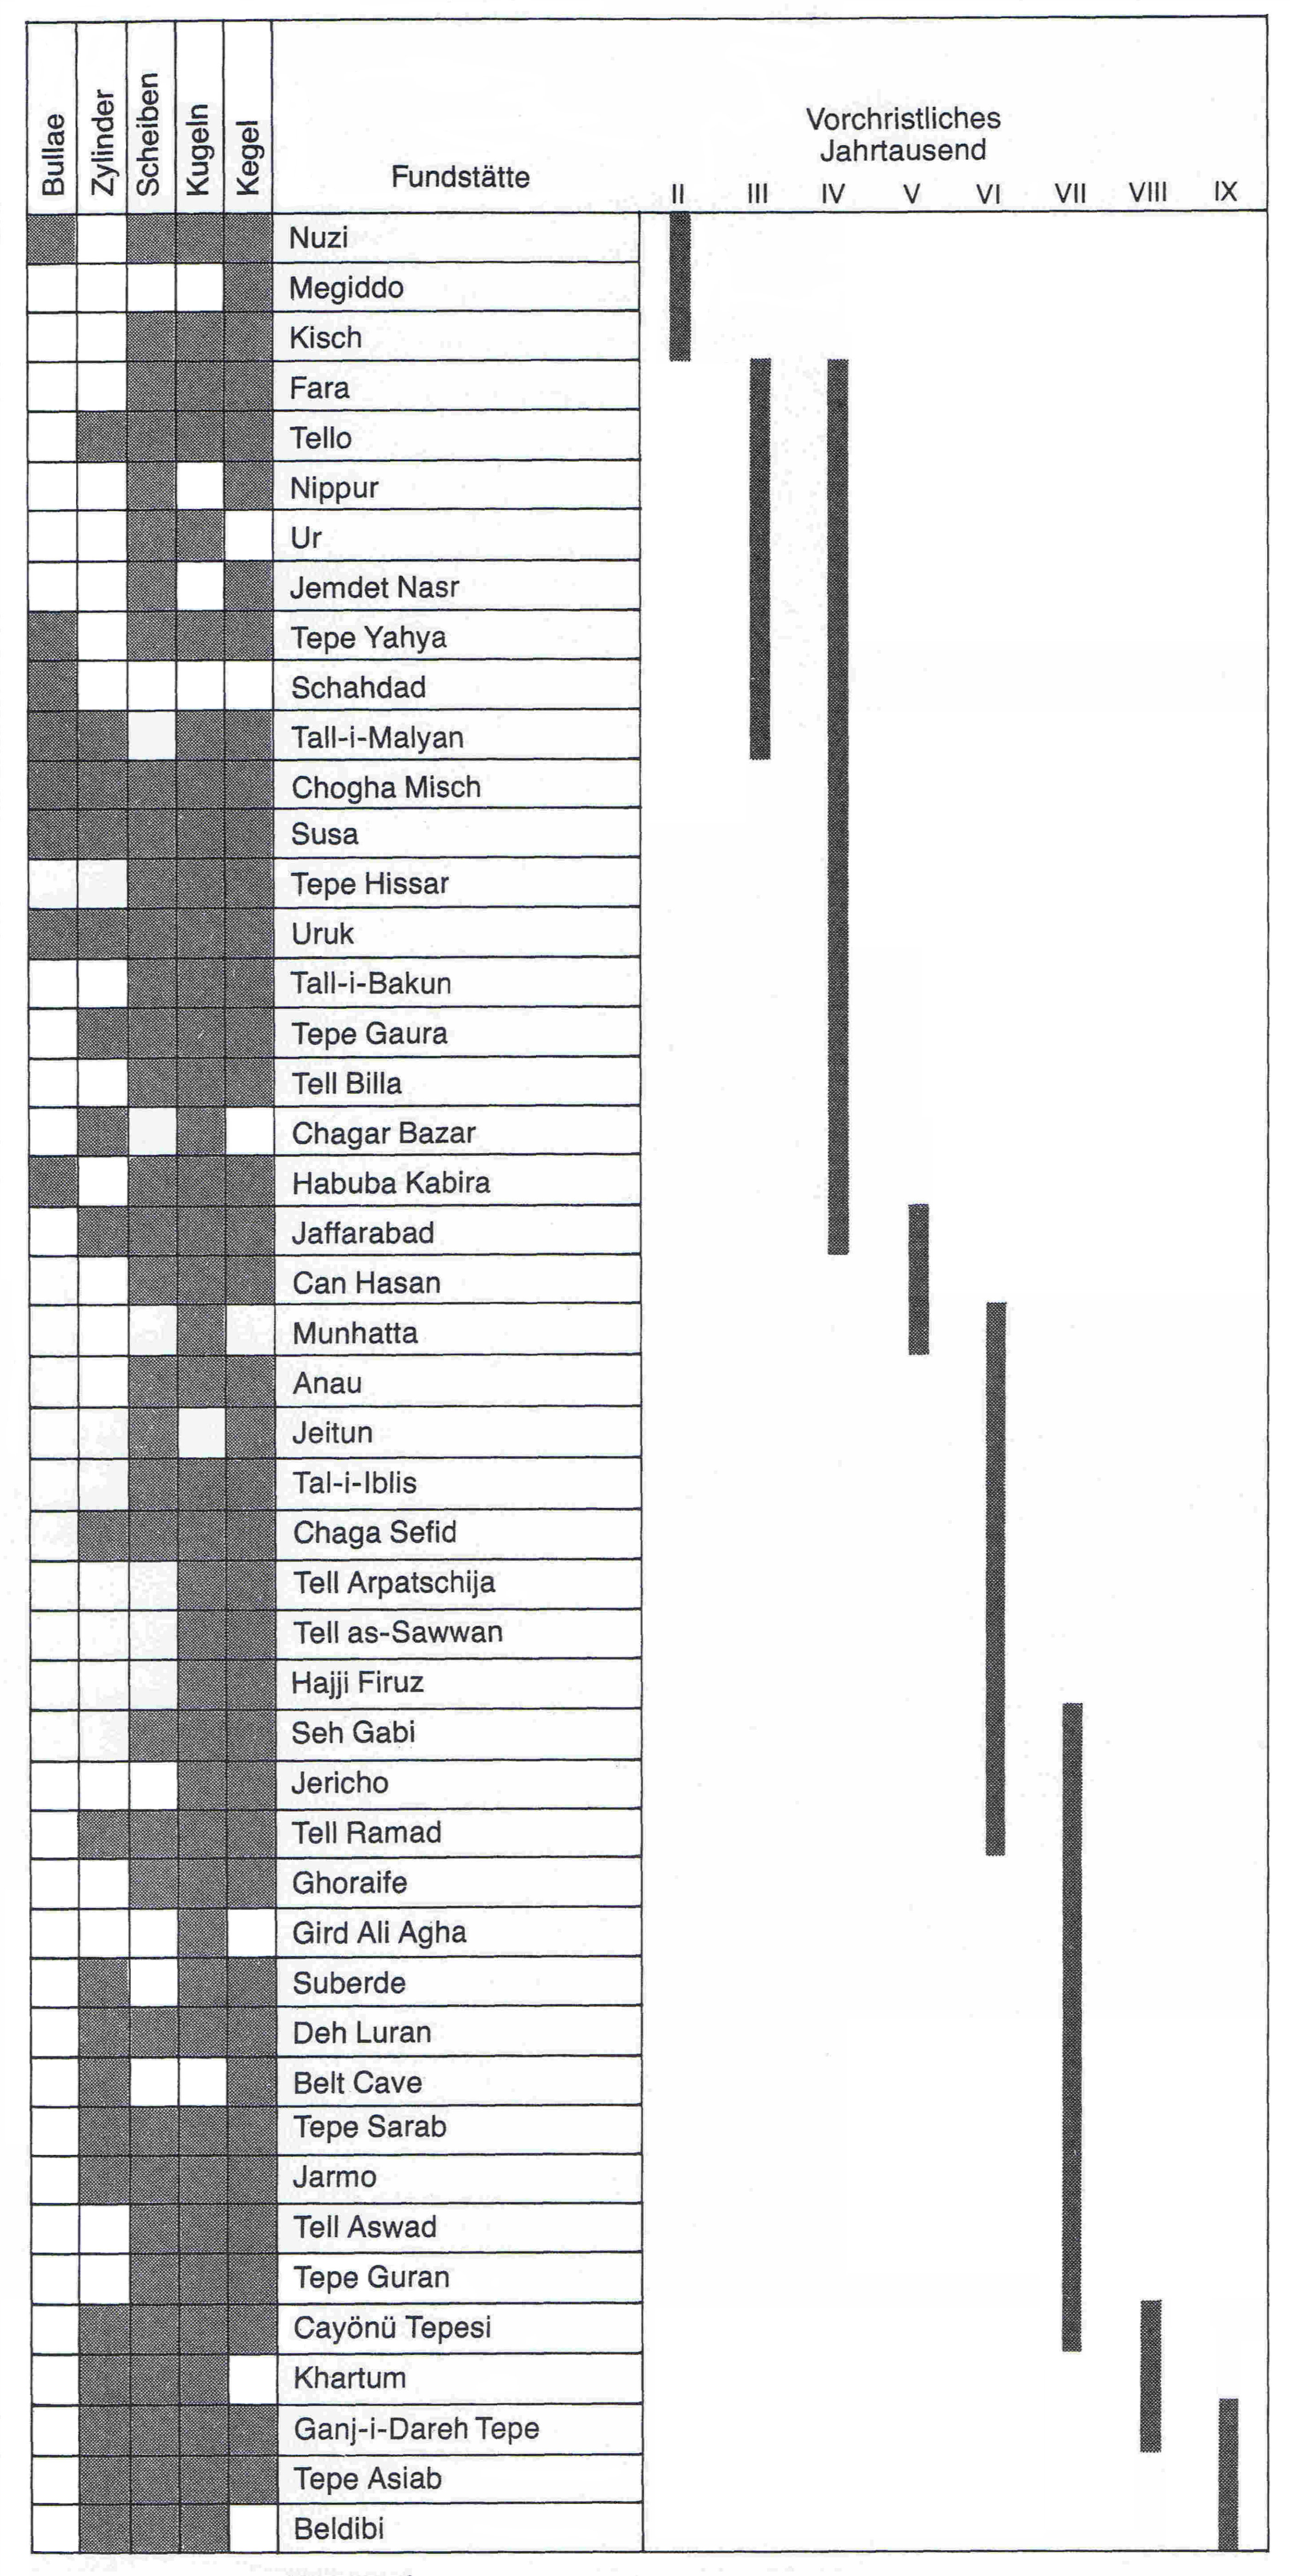 Bullae
Zylinder
Scheiben
Kugeln
Kegel
Fundstätte
Vorchristliches
Jahrtausend
II III IV V VI VII VIII IX
Nuzi
Megiddo
Kisch
Fara
Tello
Nippur
Ur
Jemdet Nasr
Tepe Yahya
Schahdad
Tall-i-Malyan
Chogha Misch
Susa
Tepe Hissar
Uruk
Tall-i-Bakun
Tepe Gaura
Tell Billa
Chagar Bazar
Habuba Kabira
Jaffarabad
Can Hasan
Munhatta
Anau
Jeitun
Tal-i-Iblis
Chaga Sefid
Tell Arpatschija
Tell as-Sawwan
Hajji Firuz
Seh Gabi
Jericho
Tell Ramad
Ghoraife
Gird Ali Agha
Suberde
Deh Luran
Belt Cave
Tepe Sarab
Jarmo
Tell Aswad
Tepe Guran
Cayönü Tepesi
Khartum
Ganj-i-Dareh Tepe
Tepe Asiab
Beldibi